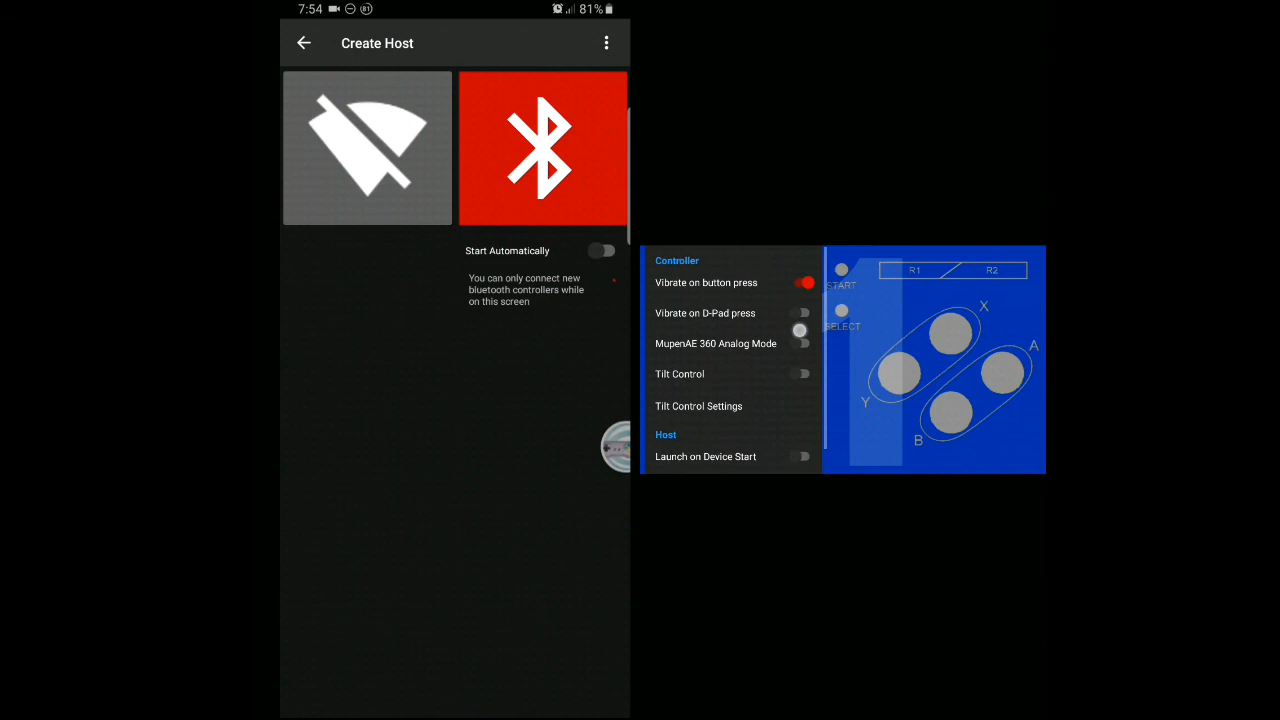 7:54
81
81%
Create Host
Start Automatically
You can only connect new
bluetooth controllers while
on this screen
Controller
Vibrate on button press
Vibrate on D-Pad press
MupenAE 360 Analog Mode
Tilt Control
Tilt Control Settings
Host
Launch on Device Start
START
SELECT
R1
R2
X
A
Y
B